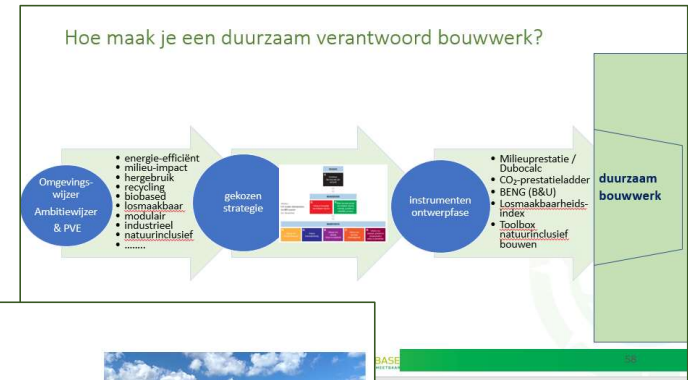 Hoe maak je een duurzaam verantwoord bouwwerk?
Omgevings-
wijzer
Ambitiewijzer
& PVE
• energie-efficiënt
• milieu-impact
• hergebruik
• recycling
• biobased
• losmaakbaar
• modulair
• industrieel
• natuurinclusief
• ........
gekozen
strategie
instrumenten
ontwerpfase
• Milieuprestatie /
Dubocalc
• CO₂-prestatieladder
• BENG (B&U)
• Losmaakbaarheids-
index
• Toolbox
natuurinclusief
bouwen
duurzaam
bouwwerk
BASE
58